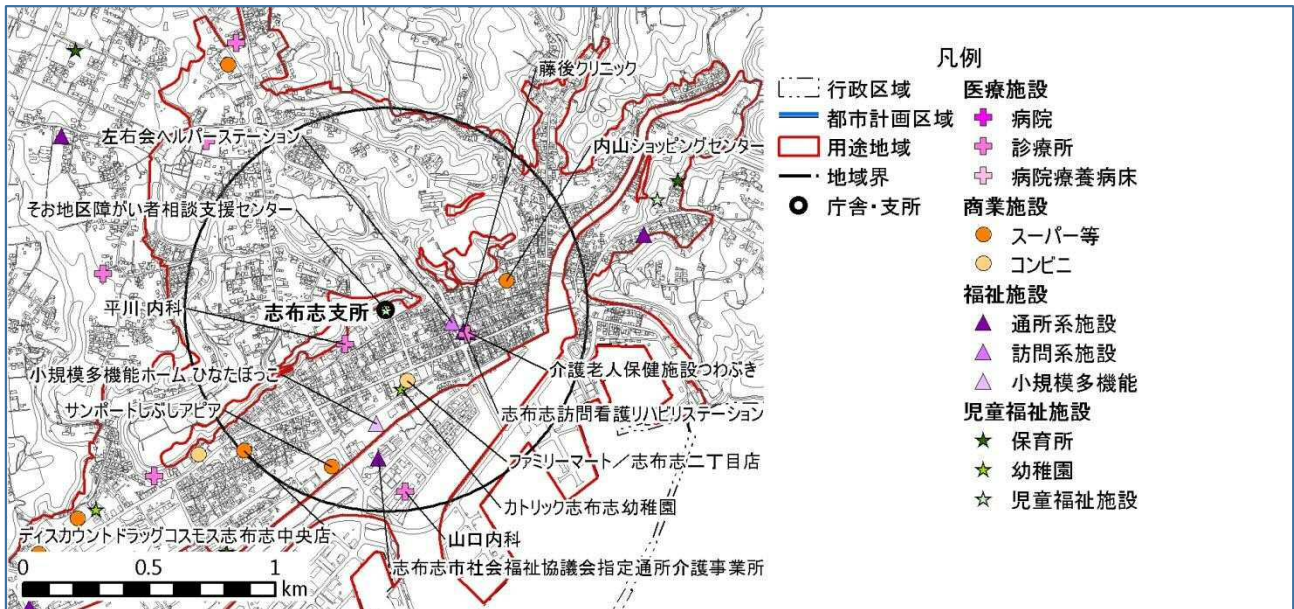 藤後クリニック
左右会ヘルパーステーション
内山ショッピングセンター
そお地区障がい者相談支援センター
平川 内科
志布志支所
小規模多機能ホーム ひなたぼっこ
介護老人保健施設つわぶき
サンポートしぶしアピア
志布志訪問看護リハビリステーション
ファミリーマート／志布志二丁目店
カトリック志布志幼稚園
ディスカウントドラッグコスモス志布志中央店
山口内科
志布志市社会福祉協議会指定通所介護事業所
0 0.5 1
km
凡例
行政区域
都市計画区域
用途地域
地域界
庁舎・支所
医療施設
病院
診療所
病院療養病床
商業施設
スーパー等
コンビニ
福祉施設
通所系施設
訪問系施設
小規模多機能
児童福祉施設
保育所
幼稚園
児童福祉施設